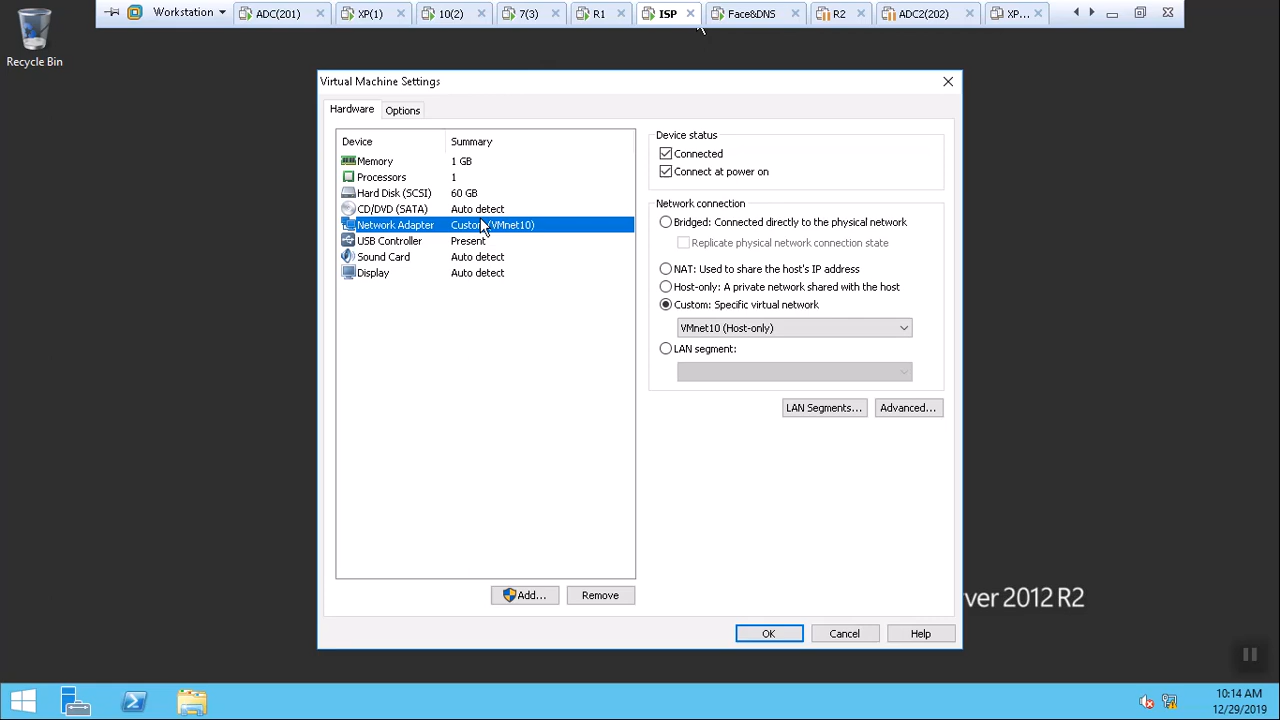 Workstation ADC(201) XP(1) 10(2) 7(3) R1 ISP Face&DNS R2 ADC2(202) XP...
Recycle Bin
Virtual Machine Settings
Hardware Options
Device Summary
Memory 1 GB
Processors 1
Hard Disk (SCSI) 60 GB
CD/DVD (SATA) Auto detect
Network Adapter Custom (VMnet10)
USB Controller Present
Sound Card Auto detect
Display Auto detect
Add... Remove
Device status
Connected
Connect at power on
Network connection
Bridged: Connected directly to the physical network
Replicate physical network connection state
NAT: Used to share the host's IP address
Host-only: A private network shared with the host
Custom: Specific virtual network
VMnet10 (Host-only)
LAN segment:
LAN Segments... Advanced...
OK Cancel Help
ver 2012 R2
10:14 AM
12/29/2019